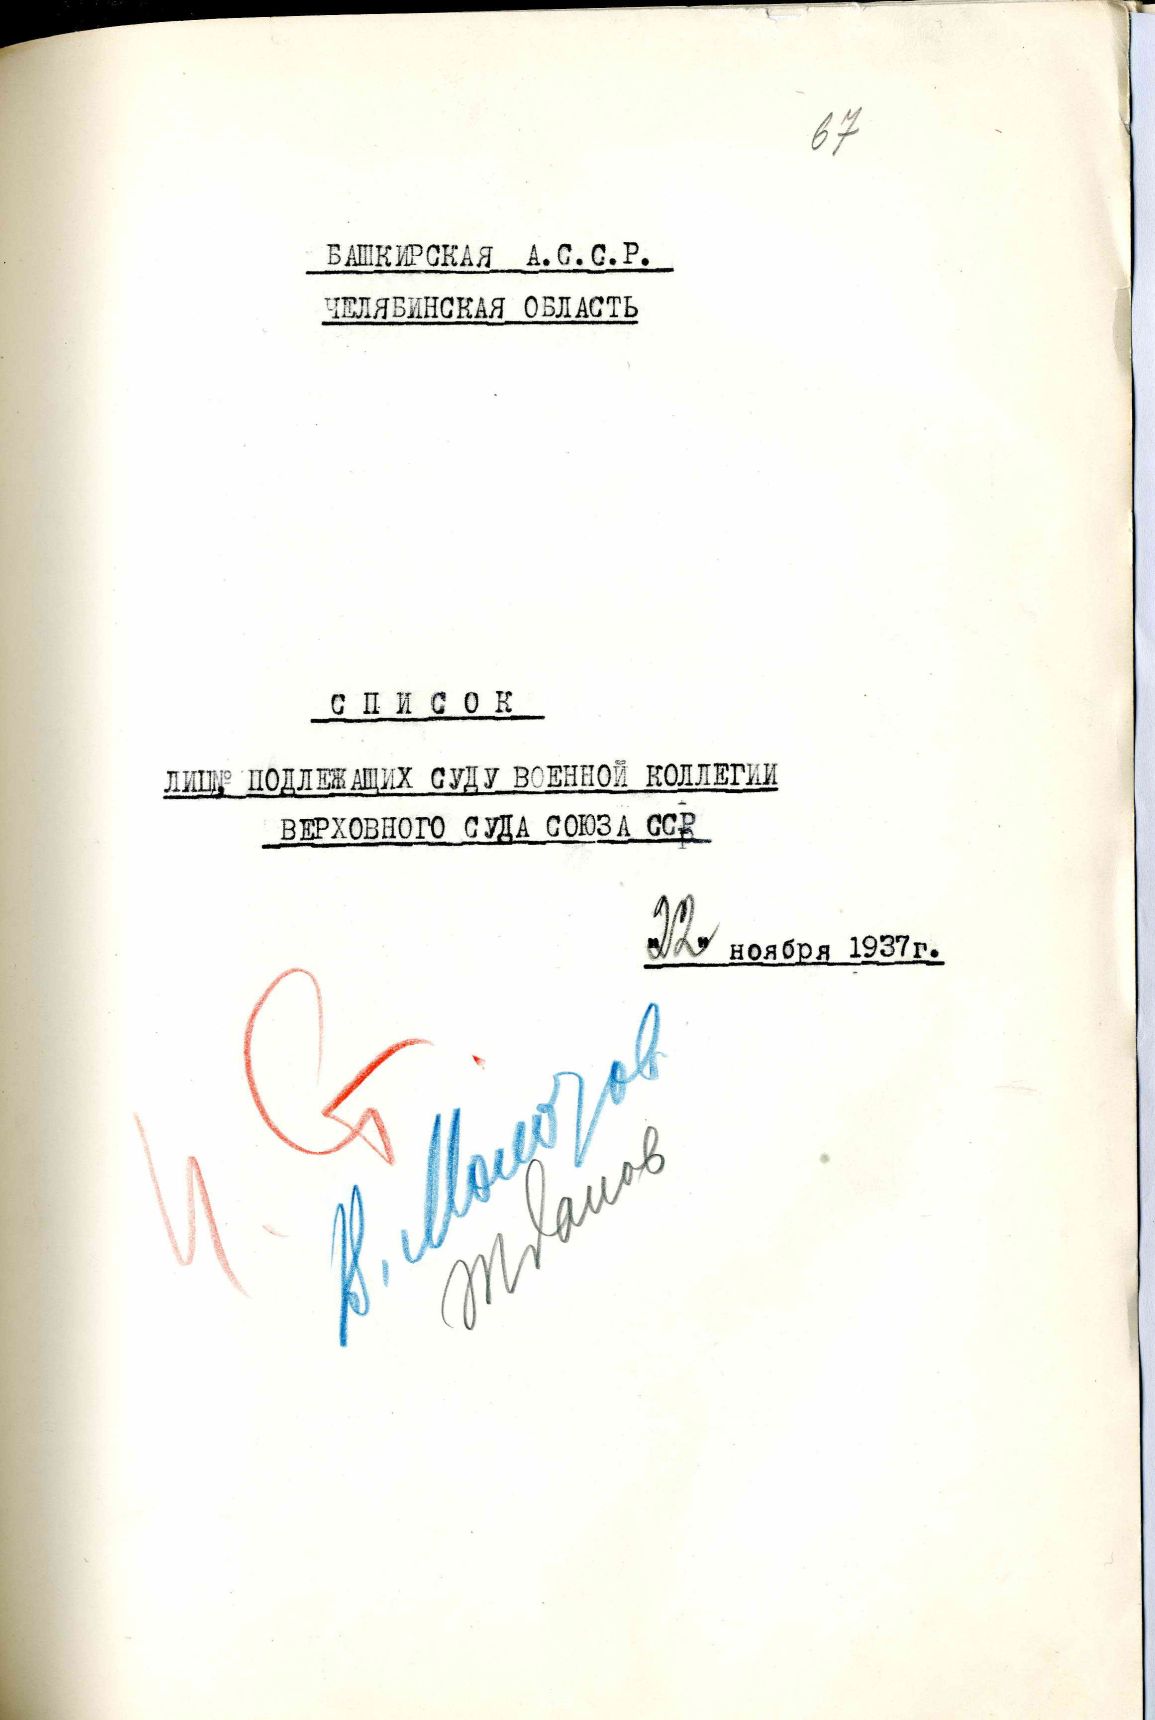 67
БАШКИРСКАЯ А.С.С.Р.
ЧЕЛЯБИНСКАЯ ОБЛАСТЬ
СПИСОК
ЛИЦ, ПОДЛЕЖАЩИХ СУДУ ВОЕННОЙ КОЛЛЕГИИ
ВЕРХОВНОГО СУДА СОЮЗА ССР
"22" ноября 1937г.
И. Ст
В. Молотов
Жданов